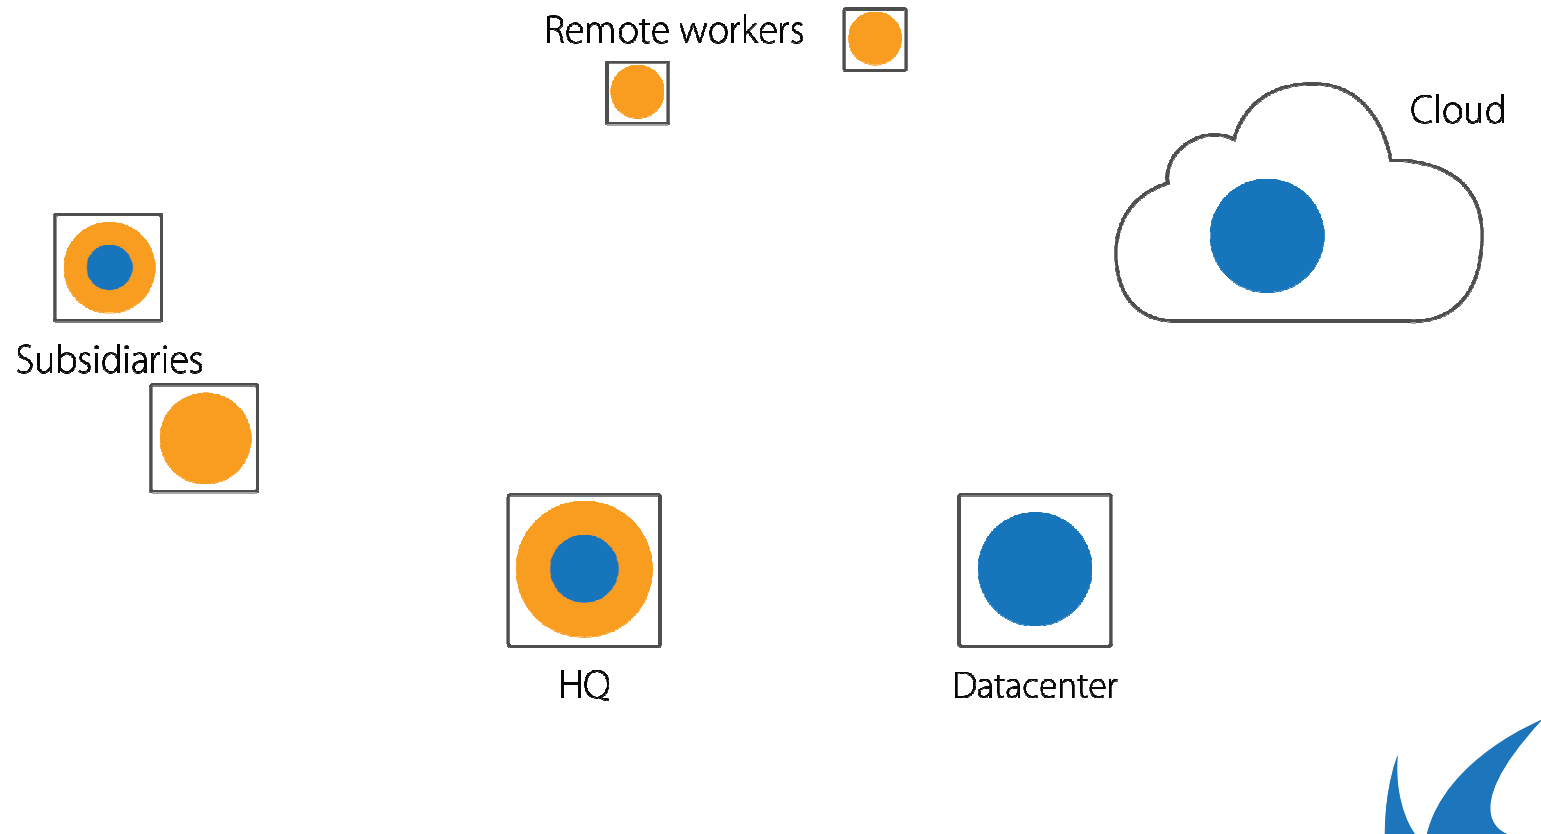 Remote workers
Cloud
Subsidiaries
HQ
Datacenter